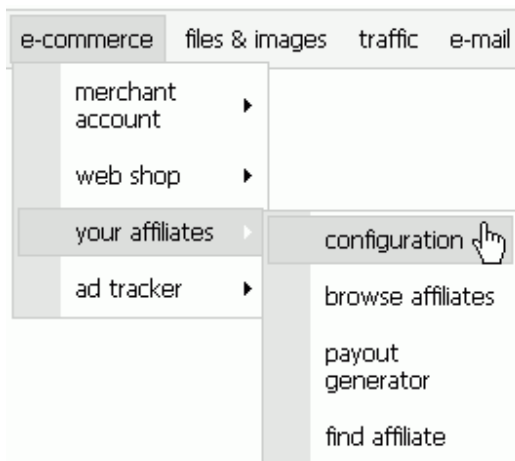 e-commerce files & images traffic e-mail
merchant
account
web shop
your affiliates
configuration
ad tracker
browse affiliates
payout
generator
find affiliate